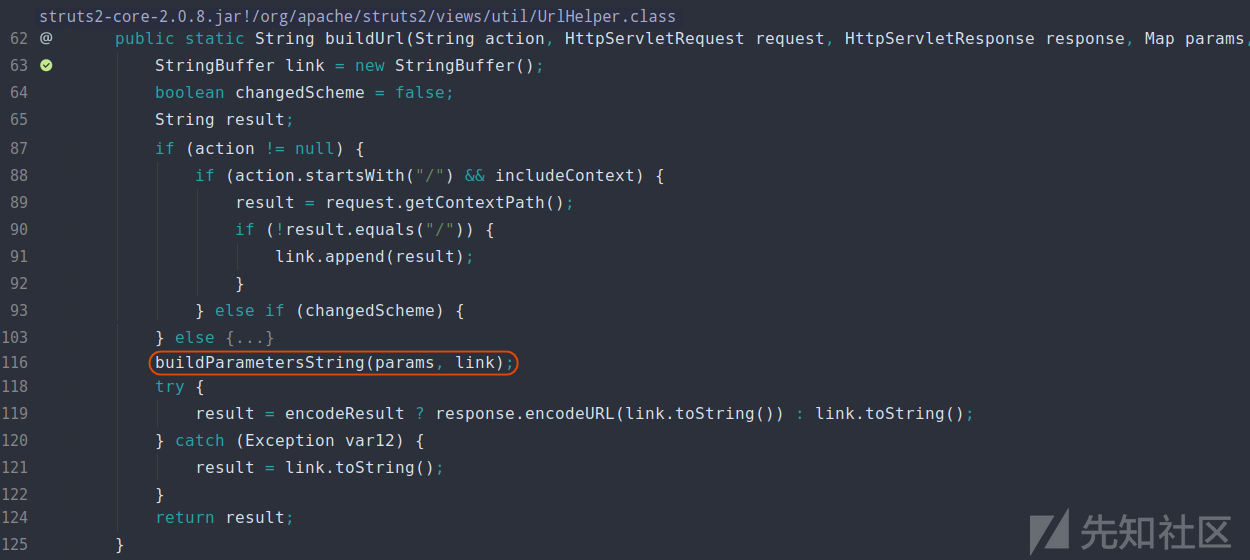 struts2-core-2.0.8.jar!/org/apache/struts2/views/util/UrlHelper.class
62 @ public static String buildUrl(String action, HttpServletRequest request, HttpServletResponse response, Map params,
63 StringBuffer link = new StringBuffer();
64 boolean changedScheme = false;
65 String result;
87 if (action != null) {
88 if (action.startsWith("/") && includeContext) {
89 result = request.getContextPath();
90 if (!result.equals("/")) {
91 link.append(result);
92 }
93 } else if (changedScheme) {
103 } else {...}
116 buildParametersString(params, link);
118 try {
119 result = encodeResult ? response.encodeURL(link.toString()) : link.toString();
120 } catch (Exception var12) {
121 result = link.toString();
122 }
124 return result;
125 }
先知社区